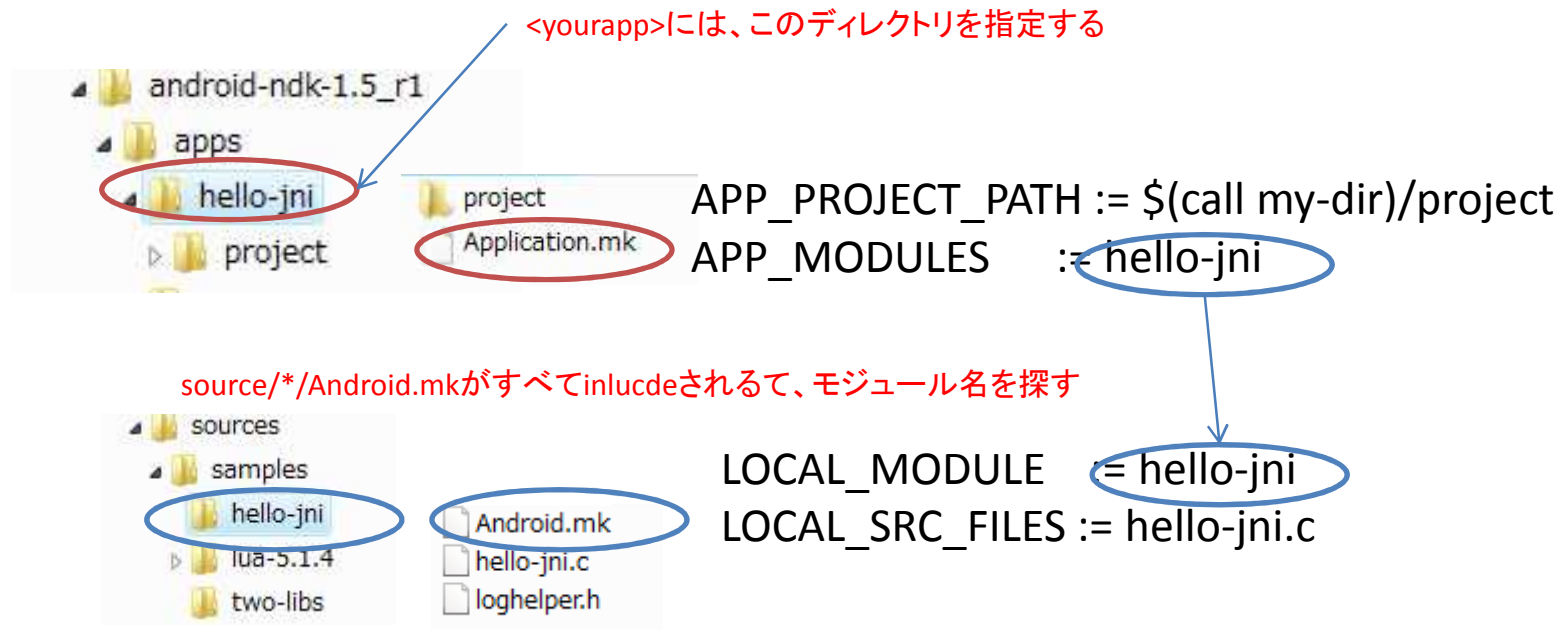 <yourapp>には、このディレクトリを指定する
android-ndk-1.5_r1
apps
hello-jni
project
project
Application.mk
APP_PROJECT_PATH := $(call my-dir)/project
APP_MODULES := hello-jni
source/*/Android.mkがすべてinlucdeされるて、モジュール名を探す
sources
samples
hello-jni
lua-5.1.4
two-libs
Android.mk
hello-jni.c
loghelper.h
LOCAL_MODULE := hello-jni
LOCAL_SRC_FILES := hello-jni.c